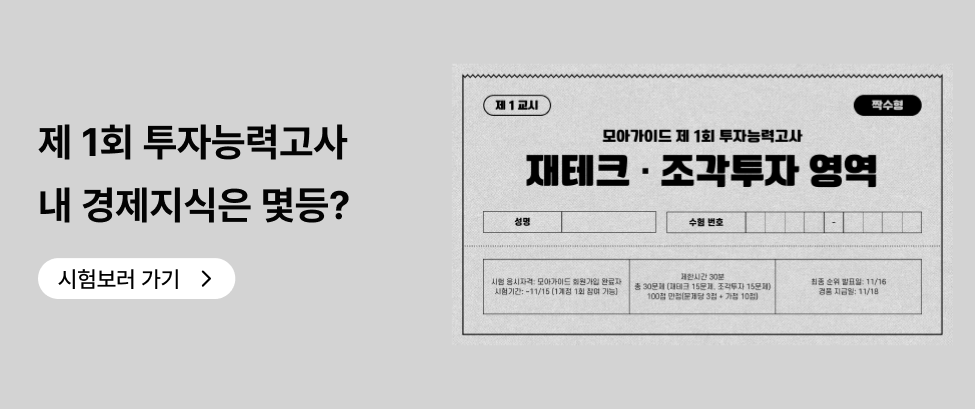 제 1회 투자능력고사
내 경제지식은 몇등?
시험보러 가기
제 1 교시
짝수형
모아가이드 제 1회 투자능력고사
재테크 · 조각투자 영역
성명
수험 번호
-
시험 응시자격: 모아가이드 회원가입 완료자
시험기간: ~11/15 (1계정 1회 참여 가능)
제한시간 30분
총 30문제 (재테크 15문제, 조각투자 15문제)
100점 만점(문제당 3점 + 가점 10점)
최종 순위 발표일: 11/16
경품 지급일: 11/18